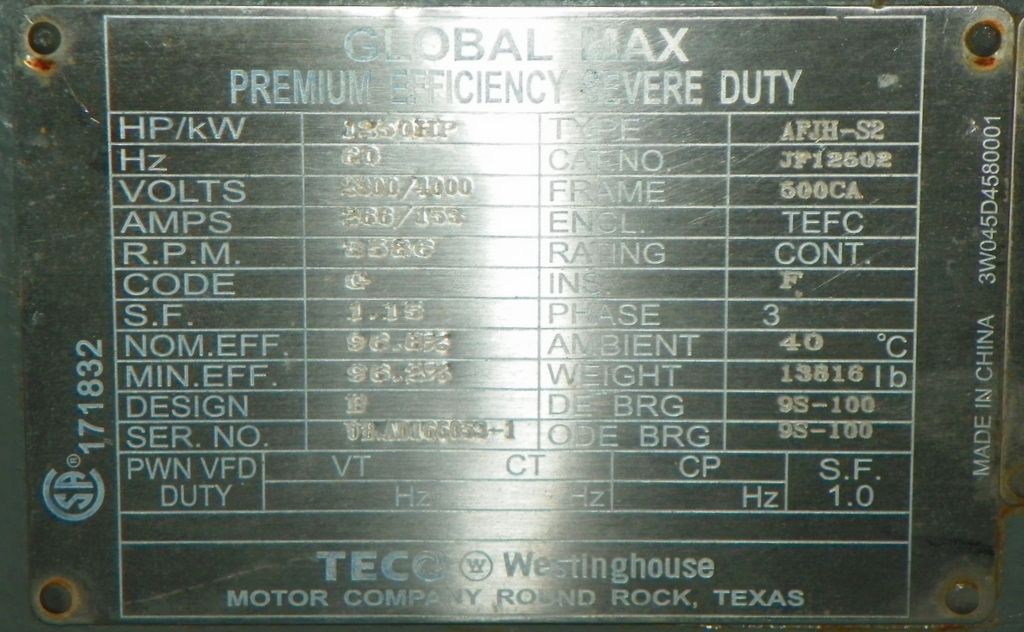 GLOBAL MAX
PREMIUM EFFICIENCY SEVERE DUTY
HP/kW 1250HP TYPE AFJH-S2
Hz 60 CAT.NO. JF12502
VOLTS 2300/4000 FRAME 500CA
AMPS ENCL. TEFC
R.P.M. RATING CONT.
CODE G INS. F
S.F. 1.15 PHASE 3
NOM.EFF. AMBIENT 40 °C
MIN.EFF. WEIGHT 13816 lb
DESIGN B DE BRG 9S-100
SER. NO. ODE BRG 9S-100
PWN VFD VT CT CP S.F.
DUTY Hz Hz Hz 1.0
TECO W Westinghouse
MOTOR COMPANY ROUND ROCK, TEXAS
SA® 171832
MADE IN CHINA 3W045D4580001